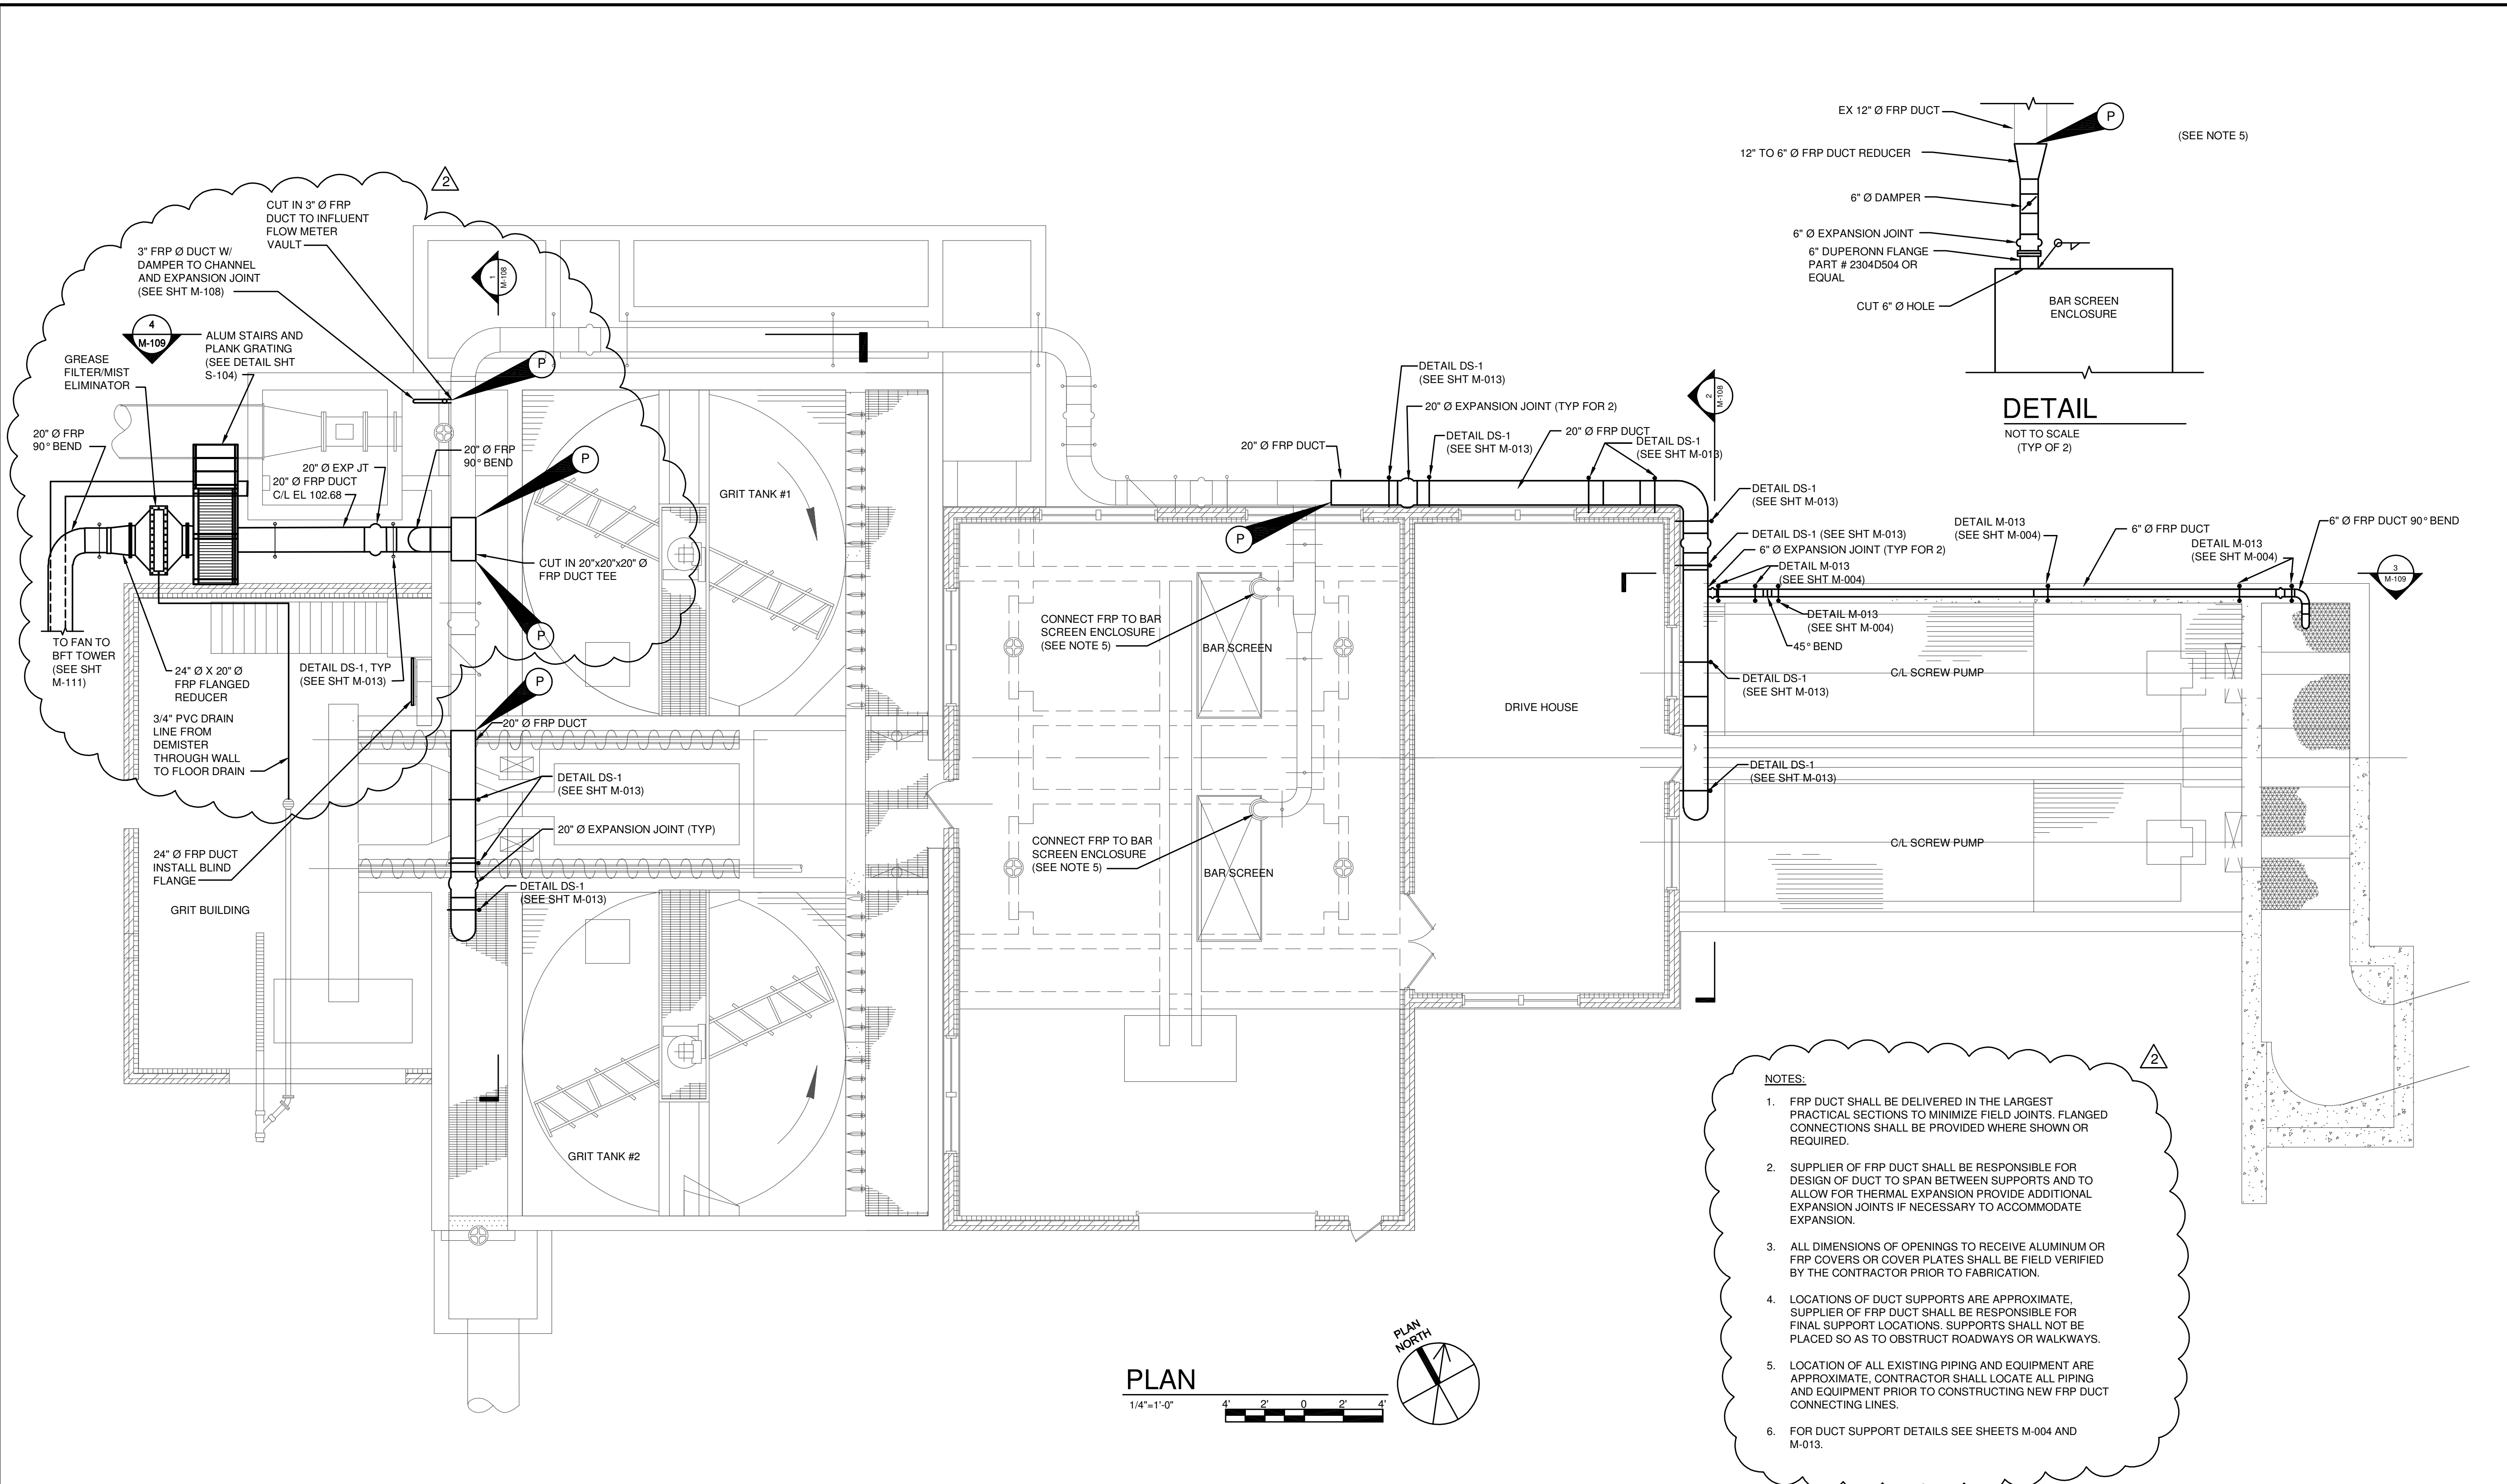 EX 12" Ø FRP DUCT
P
(SEE NOTE 5)
12" TO 6" Ø FRP DUCT REDUCER
6" Ø DAMPER
6" Ø EXPANSION JOINT
6" DUPERONN FLANGE
PART # 2304D504 OR
EQUAL
CUT 6" Ø HOLE
BAR SCREEN
ENCLOSURE
DETAIL
NOT TO SCALE
(TYP OF 2)
2
CUT IN 3" Ø FRP
DUCT TO INFLUENT
FLOW METER
VAULT
3" FRP Ø DUCT W/
DAMPER TO CHANNEL
AND EXPANSION JOINT
(SEE SHT M-108)
1
M-108
4
M-109
ALUM STAIRS AND
PLANK GRATING
(SEE DETAIL SHT
S-104)
GREASE
FILTER/MIST
ELIMINATOR
P
20" Ø FRP
90° BEND
20" Ø EXP JT
20" Ø FRP DUCT
C/L EL 102.68
20" Ø FRP
90° BEND
P
GRIT TANK #1
CUT IN 20"x20"x20" Ø
FRP DUCT TEE
P
TO FAN TO
BFT TOWER
(SEE SHT
M-111)
24" Ø X 20" Ø
FRP FLANGED
REDUCER
DETAIL DS-1, TYP
(SEE SHT M-013)
P
3/4" PVC DRAIN
LINE FROM
DEMISTER
THROUGH WALL
TO FLOOR DRAIN
20" Ø FRP DUCT
DETAIL DS-1
(SEE SHT M-013)
20" Ø EXPANSION JOINT (TYP)
24" Ø FRP DUCT
INSTALL BLIND
FLANGE
DETAIL DS-1
(SEE SHT M-013)
GRIT BUILDING
GRIT TANK #2
DETAIL DS-1
(SEE SHT M-013)
20" Ø EXPANSION JOINT (TYP FOR 2)
20" Ø FRP DUCT
DETAIL DS-1
(SEE SHT M-013)
20" Ø FRP DUCT
DETAIL DS-1
(SEE SHT M-013)
2
M-108
P
DETAIL DS-1
(SEE SHT M-013)
DETAIL DS-1 (SEE SHT M-013)
6" Ø EXPANSION JOINT (TYP FOR 2)
DETAIL M-013
(SEE SHT M-004)
DETAIL M-013
(SEE SHT M-004)
6" Ø FRP DUCT
DETAIL M-013
(SEE SHT M-004)
6" Ø FRP DUCT 90° BEND
3
M-109
DETAIL M-013
(SEE SHT M-004)
45° BEND
CONNECT FRP TO BAR
SCREEN ENCLOSURE
(SEE NOTE 5)
BAR SCREEN
DETAIL DS-1
(SEE SHT M-013)
C/L SCREW PUMP
DRIVE HOUSE
DETAIL DS-1
(SEE SHT M-013)
CONNECT FRP TO BAR
SCREEN ENCLOSURE
(SEE NOTE 5)
BAR SCREEN
C/L SCREW PUMP
2
NOTES:
1. FRP DUCT SHALL BE DELIVERED IN THE LARGEST
PRACTICAL SECTIONS TO MINIMIZE FIELD JOINTS. FLANGED
CONNECTIONS SHALL BE PROVIDED WHERE SHOWN OR
REQUIRED.
2. SUPPLIER OF FRP DUCT SHALL BE RESPONSIBLE FOR
DESIGN OF DUCT TO SPAN BETWEEN SUPPORTS AND TO
ALLOW FOR THERMAL EXPANSION PROVIDE ADDITIONAL
EXPANSION JOINTS IF NECESSARY TO ACCOMMODATE
EXPANSION.
3. ALL DIMENSIONS OF OPENINGS TO RECEIVE ALUMINUM OR
FRP COVERS OR COVER PLATES SHALL BE FIELD VERIFIED
BY THE CONTRACTOR PRIOR TO FABRICATION.
4. LOCATIONS OF DUCT SUPPORTS ARE APPROXIMATE,
SUPPLIER OF FRP DUCT SHALL BE RESPONSIBLE FOR
FINAL SUPPORT LOCATIONS. SUPPORTS SHALL NOT BE
PLACED SO AS TO OBSTRUCT ROADWAYS OR WALKWAYS.
5. LOCATION OF ALL EXISTING PIPING AND EQUIPMENT ARE
APPROXIMATE, CONTRACTOR SHALL LOCATE ALL PIPING
AND EQUIPMENT PRIOR TO CONSTRUCTING NEW FRP DUCT
CONNECTING LINES.
6. FOR DUCT SUPPORT DETAILS SEE SHEETS M-004 AND
M-013.
PLAN
1/4"=1'-0"
4' 2' 0 2' 4'
PLAN
NORTH